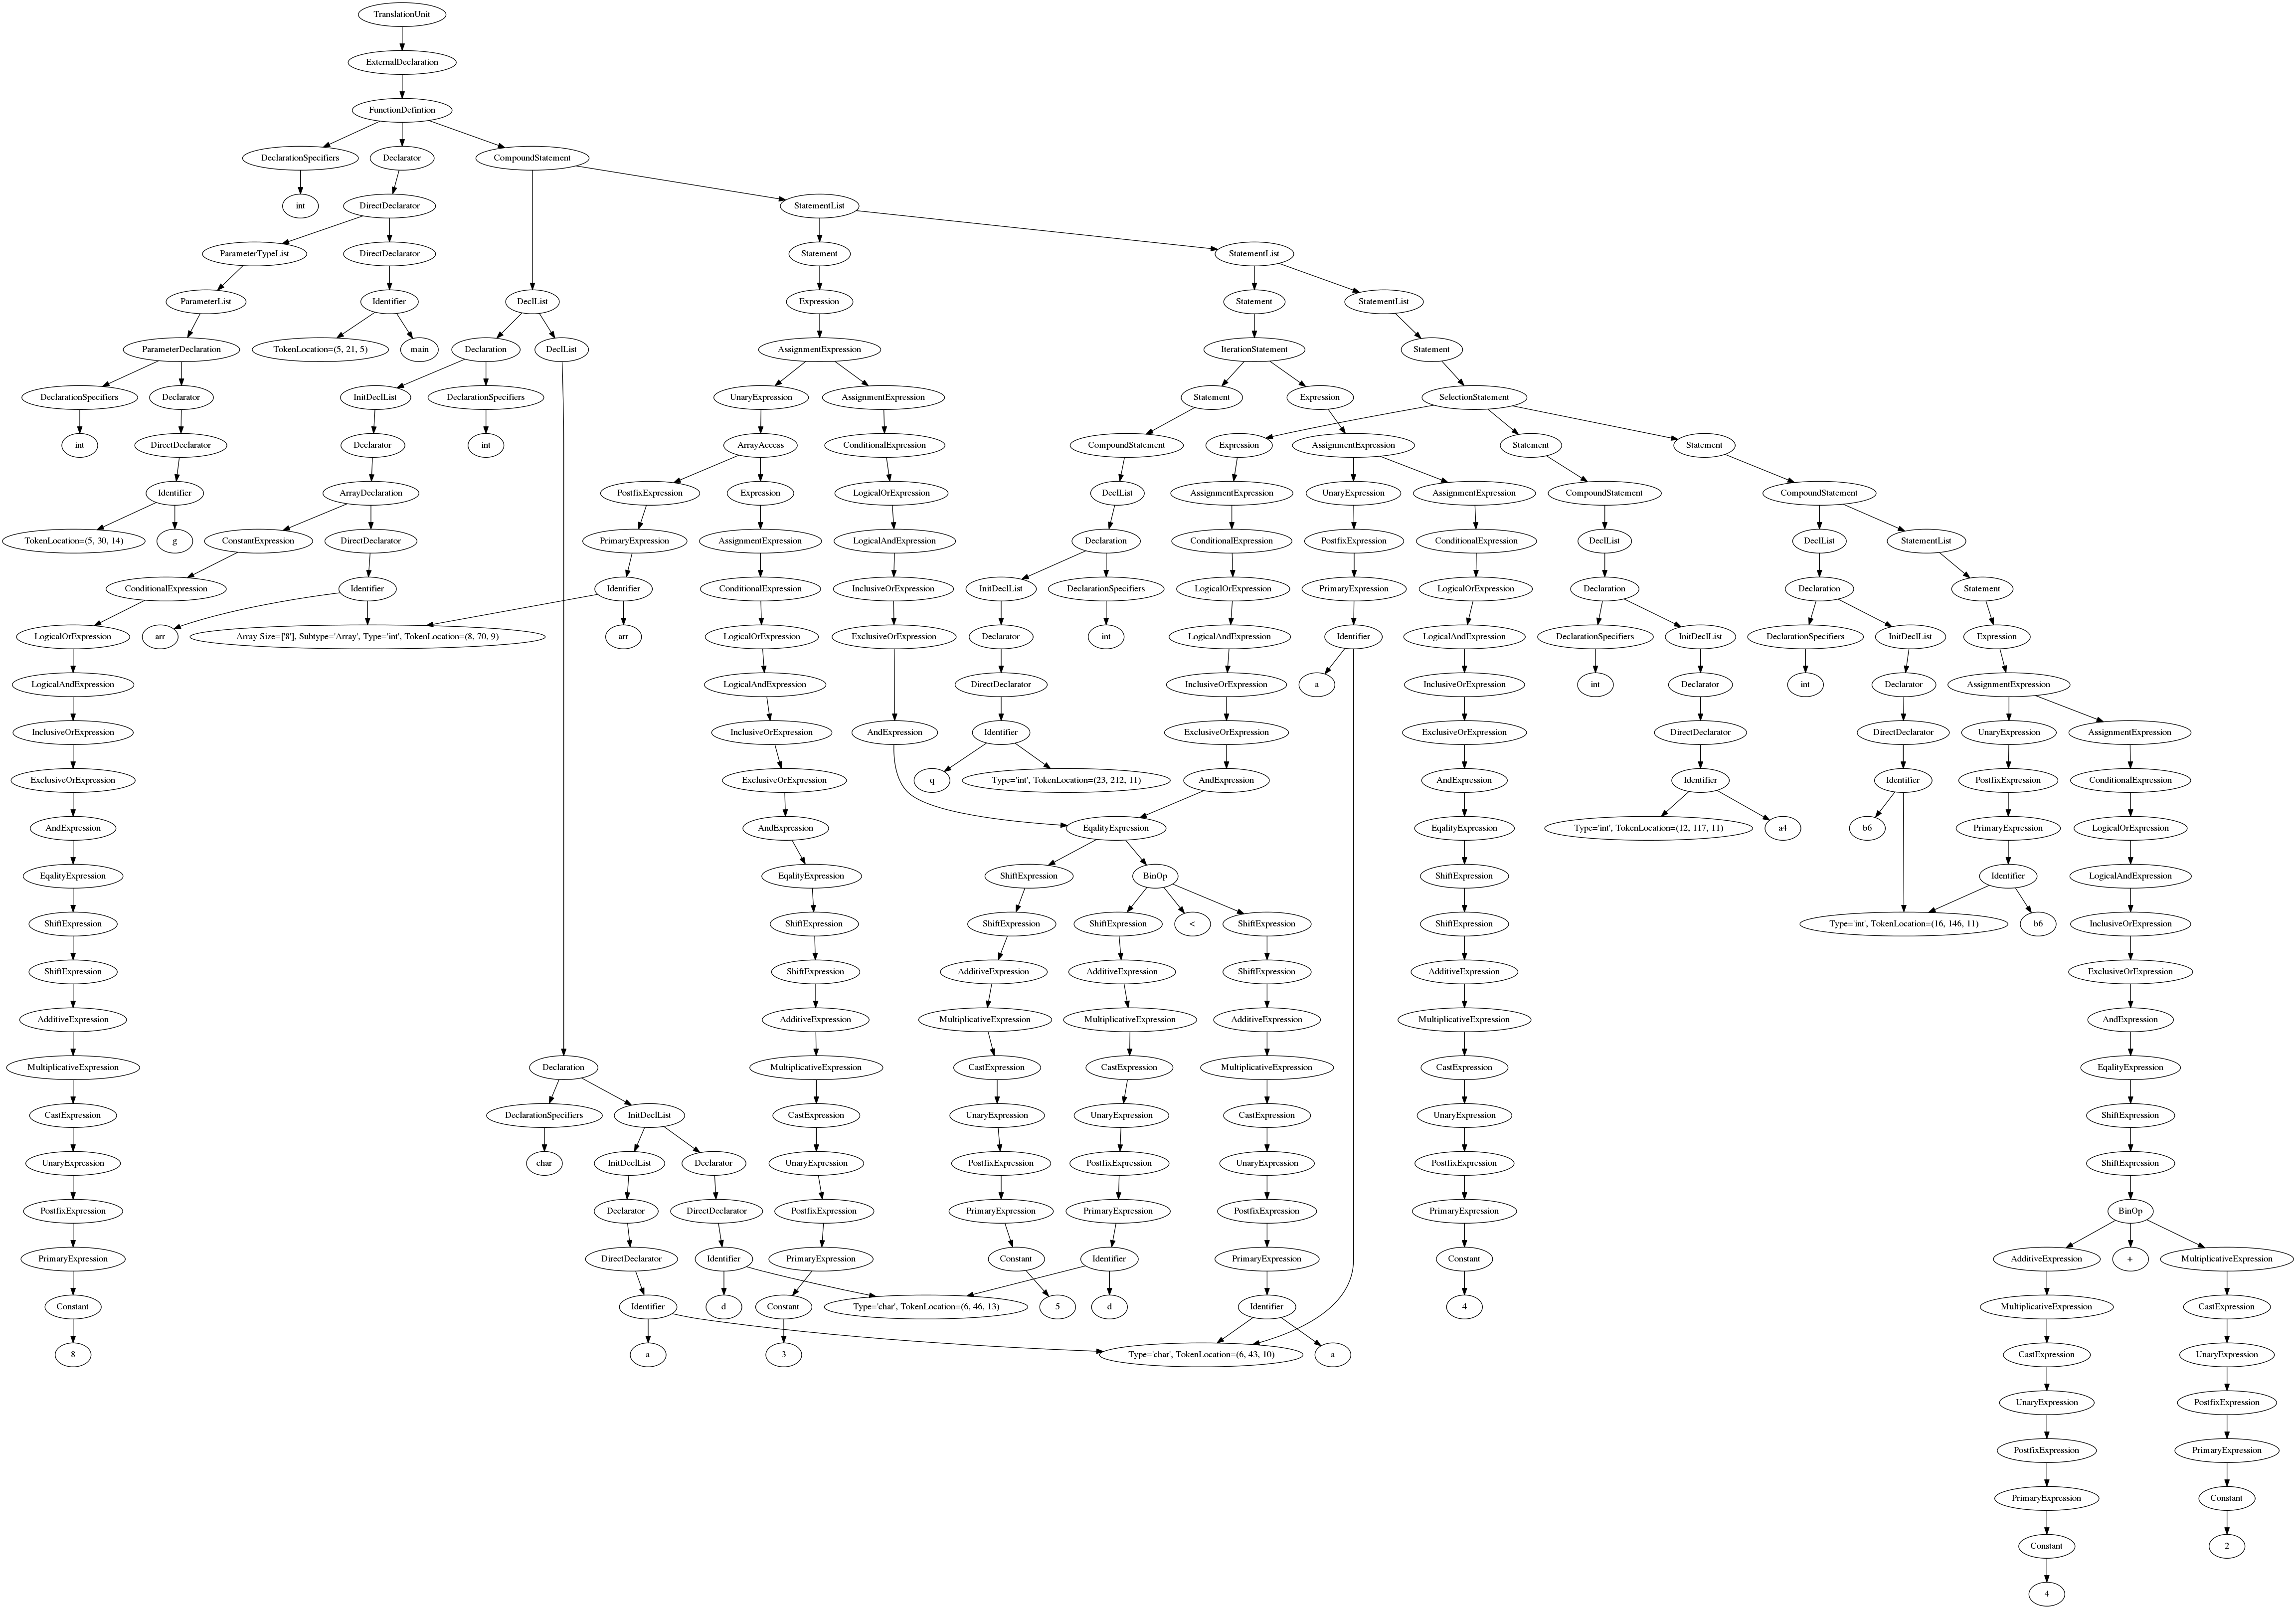 TranslationUnit
ExternalDeclaration
FunctionDefintion
DeclarationSpecifiers Declarator CompoundStatement
int DirectDeclarator StatementList
ParameterTypeList DirectDeclarator Statement StatementList
ParameterList Identifier DeclList Expression Statement StatementList
ParameterDeclaration TokenLocation=(5, 21, 5) main Declaration DeclList AssignmentExpression IterationStatement Statement
DeclarationSpecifiers Declarator InitDeclList DeclarationSpecifiers UnaryExpression AssignmentExpression Statement Expression SelectionStatement
int DirectDeclarator Declarator int ArrayAccess ConditionalExpression CompoundStatement Expression AssignmentExpression Statement Statement
Identifier ArrayDeclaration PostfixExpression Expression LogicalOrExpression DeclList AssignmentExpression UnaryExpression AssignmentExpression CompoundStatement CompoundStatement
TokenLocation=(5, 30, 14) g ConstantExpression DirectDeclarator PrimaryExpression AssignmentExpression LogicalAndExpression Declaration ConditionalExpression PostfixExpression ConditionalExpression DeclList DeclList StatementList
ConditionalExpression Identifier Identifier ConditionalExpression InclusiveOrExpression InitDeclList DeclarationSpecifiers LogicalOrExpression PrimaryExpression LogicalOrExpression Declaration Declaration Statement
LogicalOrExpression arr Array Size=['8'], Subtype='Array', Type='int', TokenLocation=(8, 70, 9) arr LogicalOrExpression ExclusiveOrExpression Declarator int LogicalAndExpression Identifier LogicalAndExpression DeclarationSpecifiers InitDeclList DeclarationSpecifiers InitDeclList Expression
LogicalAndExpression LogicalAndExpression DirectDeclarator InclusiveOrExpression a InclusiveOrExpression int Declarator int Declarator AssignmentExpression
InclusiveOrExpression InclusiveOrExpression AndExpression Identifier ExclusiveOrExpression ExclusiveOrExpression DirectDeclarator DirectDeclarator UnaryExpression AssignmentExpression
ExclusiveOrExpression ExclusiveOrExpression q Type='int', TokenLocation=(23, 212, 11) AndExpression AndExpression Identifier Identifier PostfixExpression ConditionalExpression
AndExpression AndExpression EqalityExpression EqalityExpression Type='int', TokenLocation=(12, 117, 11) a4 b6 PrimaryExpression LogicalOrExpression
EqalityExpression EqalityExpression ShiftExpression BinOp ShiftExpression Identifier LogicalAndExpression
ShiftExpression ShiftExpression ShiftExpression ShiftExpression < ShiftExpression ShiftExpression Type='int', TokenLocation=(16, 146, 11) b6 InclusiveOrExpression
ShiftExpression ShiftExpression AdditiveExpression AdditiveExpression ShiftExpression AdditiveExpression ExclusiveOrExpression
AdditiveExpression AdditiveExpression MultiplicativeExpression MultiplicativeExpression AdditiveExpression MultiplicativeExpression AndExpression
MultiplicativeExpression Declaration MultiplicativeExpression CastExpression CastExpression MultiplicativeExpression CastExpression EqalityExpression
CastExpression DeclarationSpecifiers InitDeclList CastExpression UnaryExpression UnaryExpression CastExpression UnaryExpression ShiftExpression
UnaryExpression char InitDeclList Declarator UnaryExpression PostfixExpression PostfixExpression UnaryExpression PostfixExpression ShiftExpression
PostfixExpression Declarator DirectDeclarator PostfixExpression PrimaryExpression PrimaryExpression PostfixExpression PrimaryExpression BinOp
PrimaryExpression DirectDeclarator Identifier PrimaryExpression Constant Identifier PrimaryExpression Constant AdditiveExpression + MultiplicativeExpression
Constant Identifier d Constant Type='char', TokenLocation=(6, 46, 13) 5 d Identifier 4 MultiplicativeExpression CastExpression
8 a 3 Type='char', TokenLocation=(6, 43, 10) a CastExpression UnaryExpression
UnaryExpression PostfixExpression
PostfixExpression PrimaryExpression
PrimaryExpression Constant
Constant 2
4